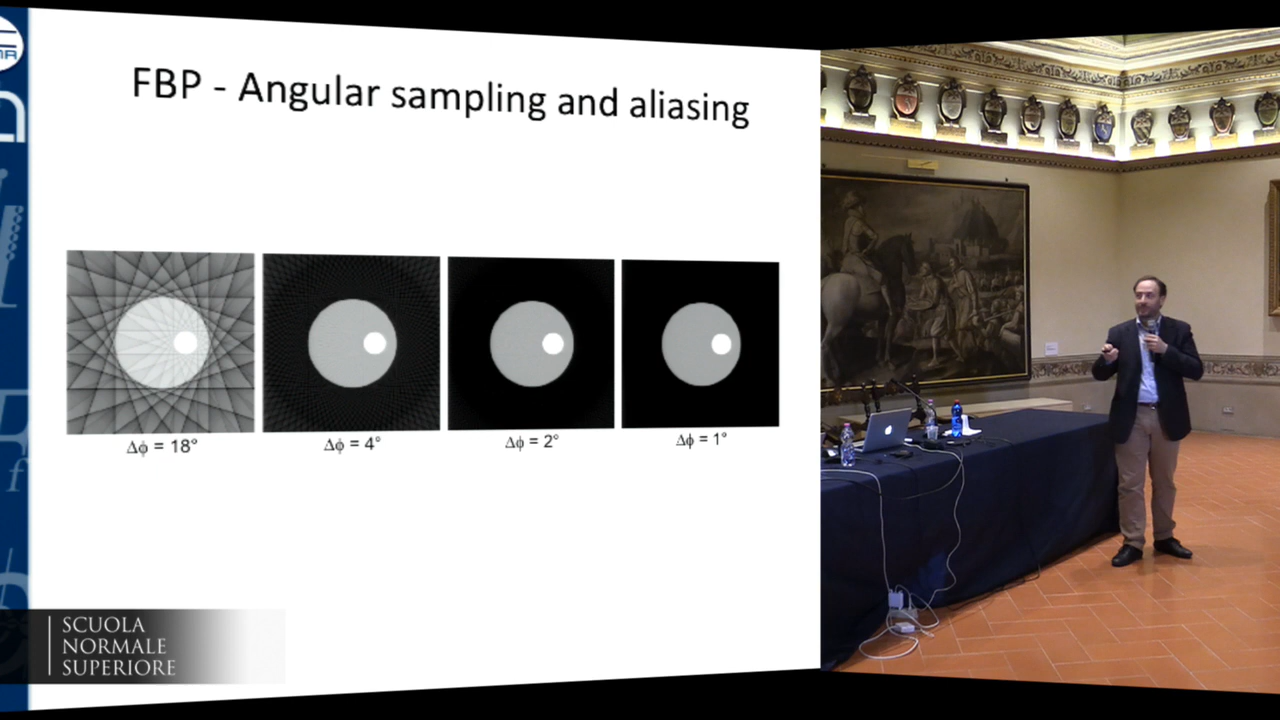 FBP - Angular sampling and aliasing
Δϕ = 18°
Δϕ = 4°
Δϕ = 2°
Δϕ = 1°
SCUOLA
NORMALE
SUPERIORE